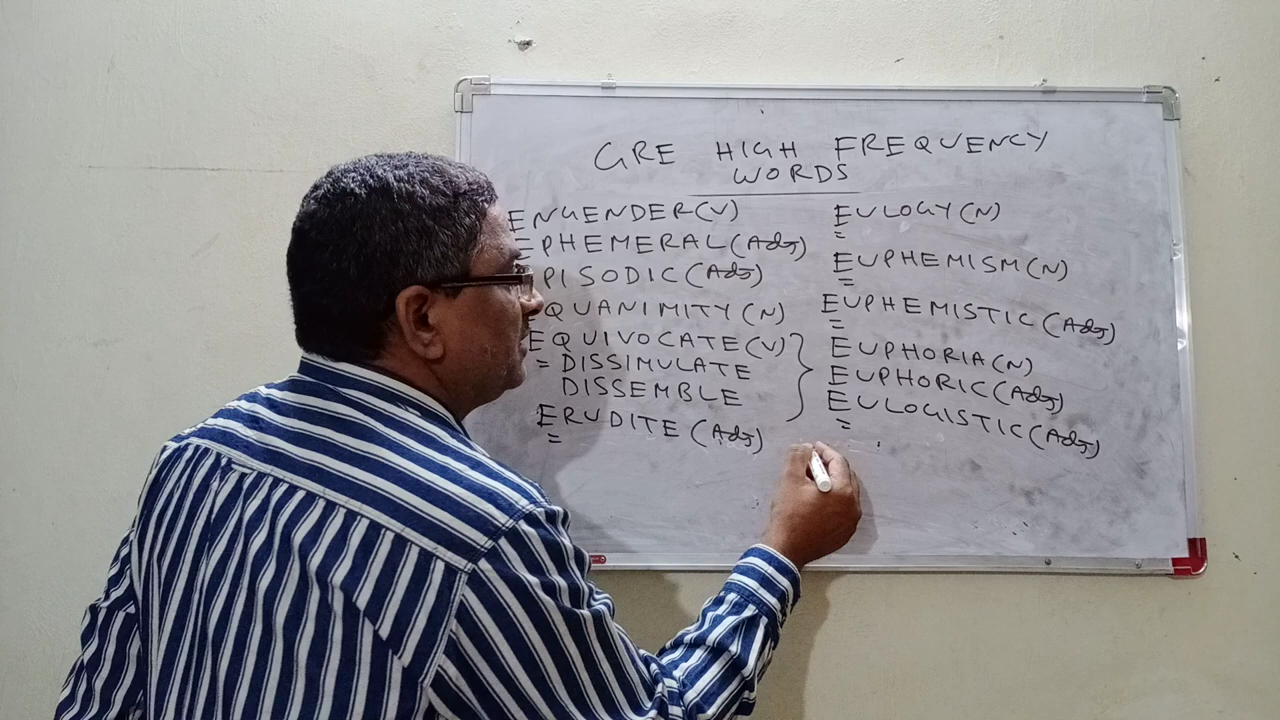 GRE HIGH FREQUENCY
WORDS
ENGENDER(V)
EPHEMERAL(Adj)
EPISODIC(Adj)
EQUANIMITY(N)
EQUIVOCATE(V)
= DISSIMULATE
DISSEMBLE
ERUDITE(Adj)
EULOGY(N)
EUPHEMISM(N)
EUPHEMISTIC(Adj)
EUPHORIA(N)
EUPHORIC(Adj)
EULOGISTIC(Adj)